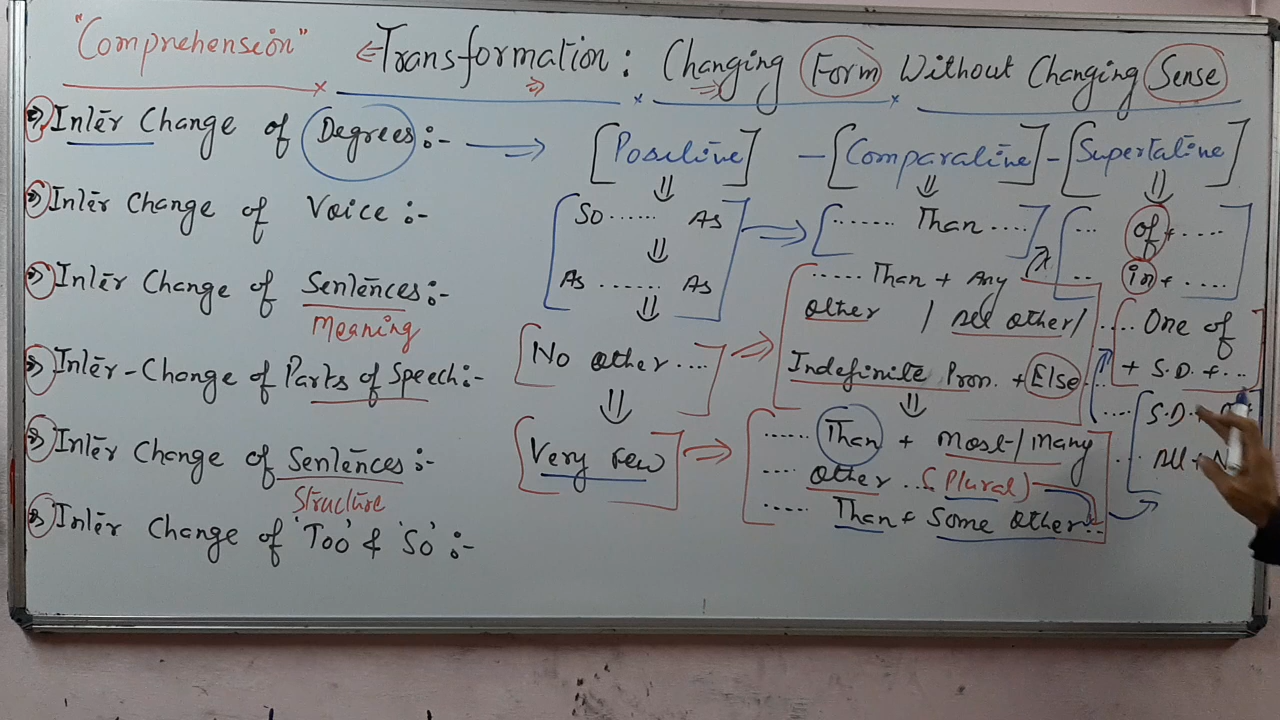 "Comprehension" Transformation: Changing Form Without Changing Sense
Inter Change of Degrees:- [Positive] - [Comparative] - [Supertative]
Inter Change of Voice:-
Inter Change of Sentences:-
Meaning
Inter-Change of Parts of Speech:-
Inter Change of Sentences:-
Structure
Inter Change of 'Too' & 'So':-
So...... As
As ....... As
No other....
Very few
....... Than ....
..... Than + Any
other / All other/
Indefinite Pron. + Else
...... Than + most/many
.... other ..(Plural)
..... Than + Some other..
... of + ....
.. in + ....
.... One of
+ S.D. + ...
.... S.D.
... All +